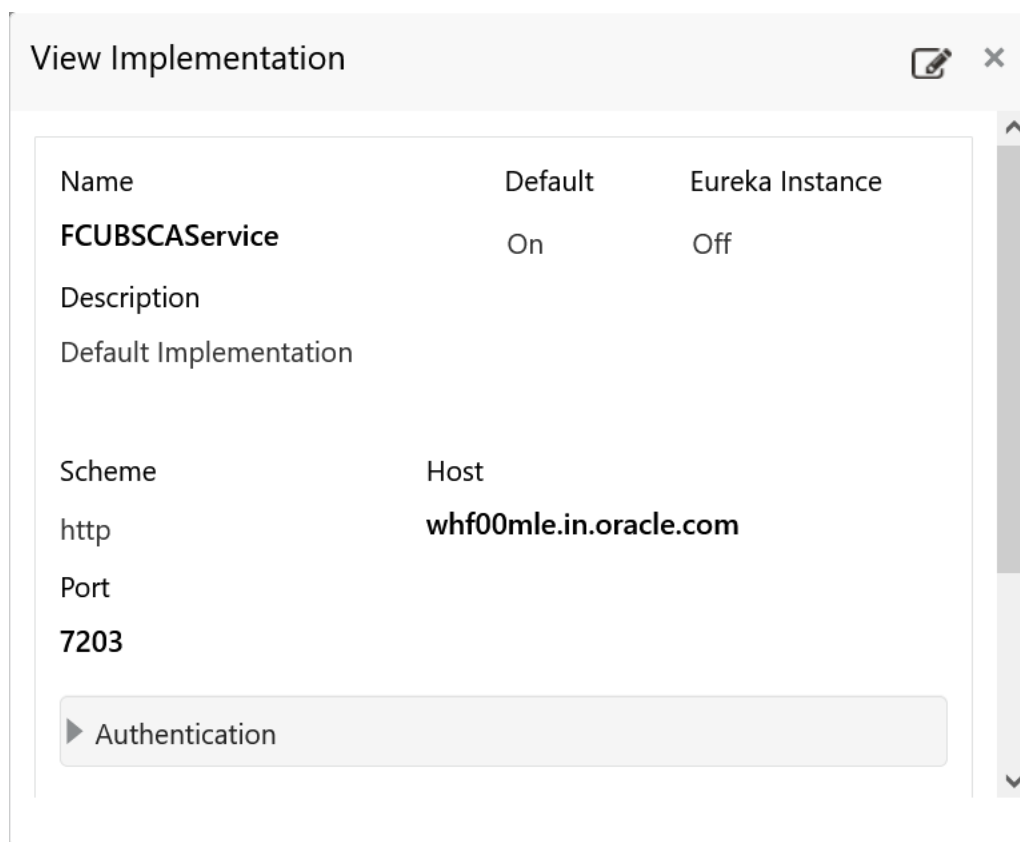 View Implementation
Name Default Eureka Instance
FCUBSCAService On Off
Description
Default Implementation
Scheme Host
http whf00mle.in.oracle.com
Port
7203
Authentication